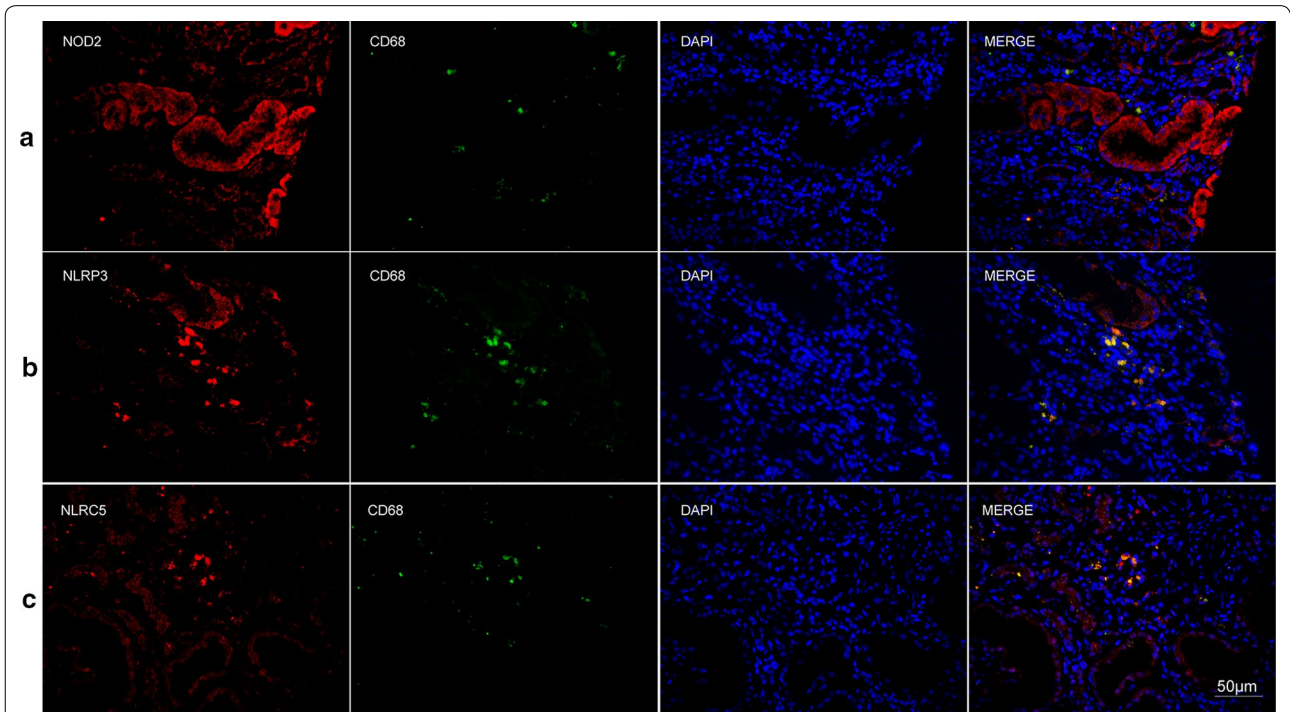 NOD2 CD68 DAPI MERGE
a
NLRP3 CD68 DAPI MERGE
b
NLRC5 CD68 DAPI MERGE
c
50µm